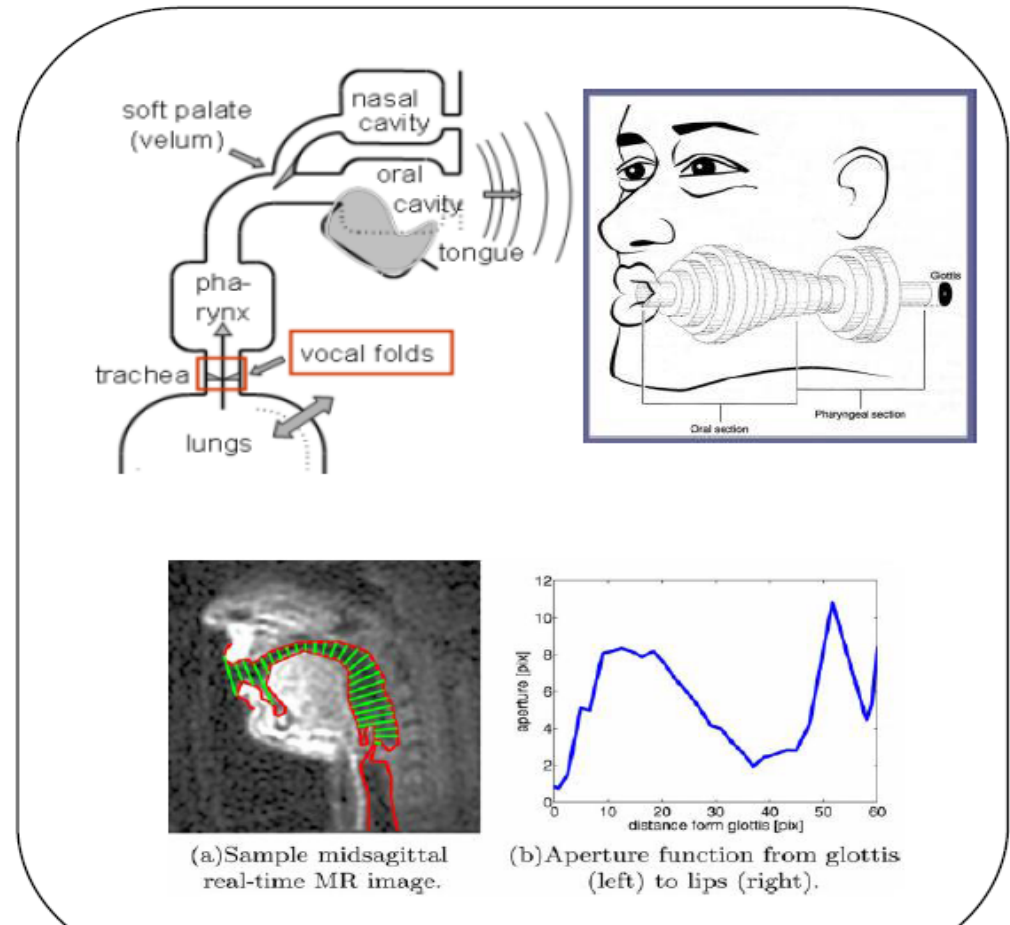 soft palate
(velum)
nasal
cavity
oral
cavity
tongue
pha-
rynx
vocal folds
trachea
lungs
Glottis
Pharyngeal section
Oral section
12
10
8
6
4
2
0
aperture [pix]
0 10 20 30 40 50 60
distance form glottis [pix]
(a)Sample midsagittal
real-time MR image.
(b)Aperture function from glottis
(left) to lips (right).